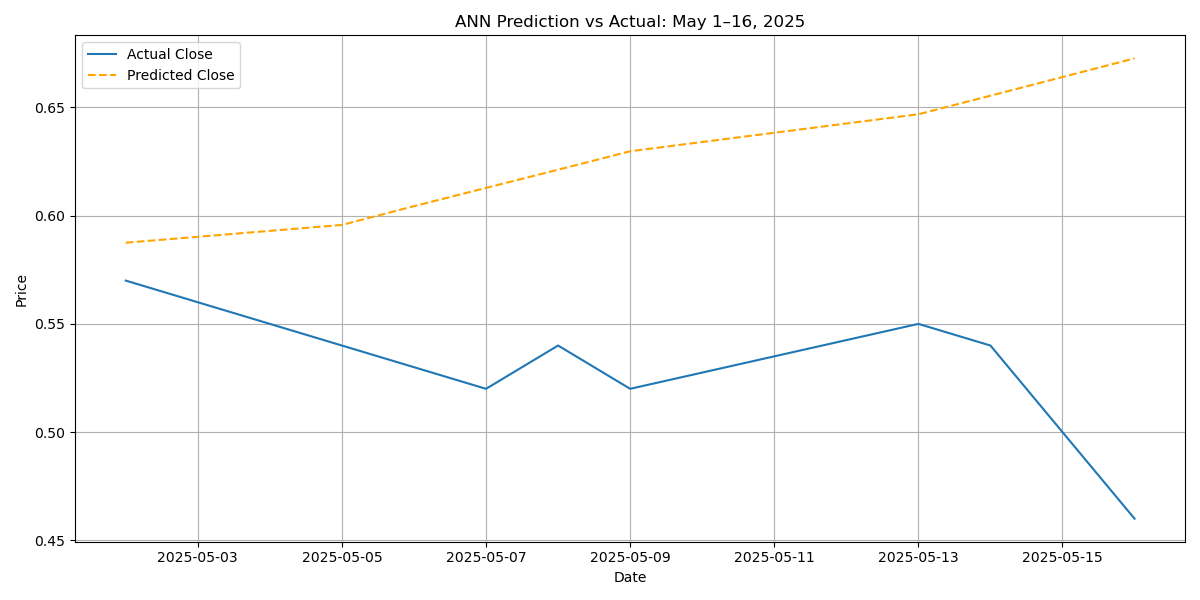 ANN Prediction vs Actual: May 1–16, 2025
Actual Close
Predicted Close
Price
0.65
0.60
0.55
0.50
0.45
2025-05-03
2025-05-05
2025-05-07
2025-05-09
2025-05-11
2025-05-13
2025-05-15
Date